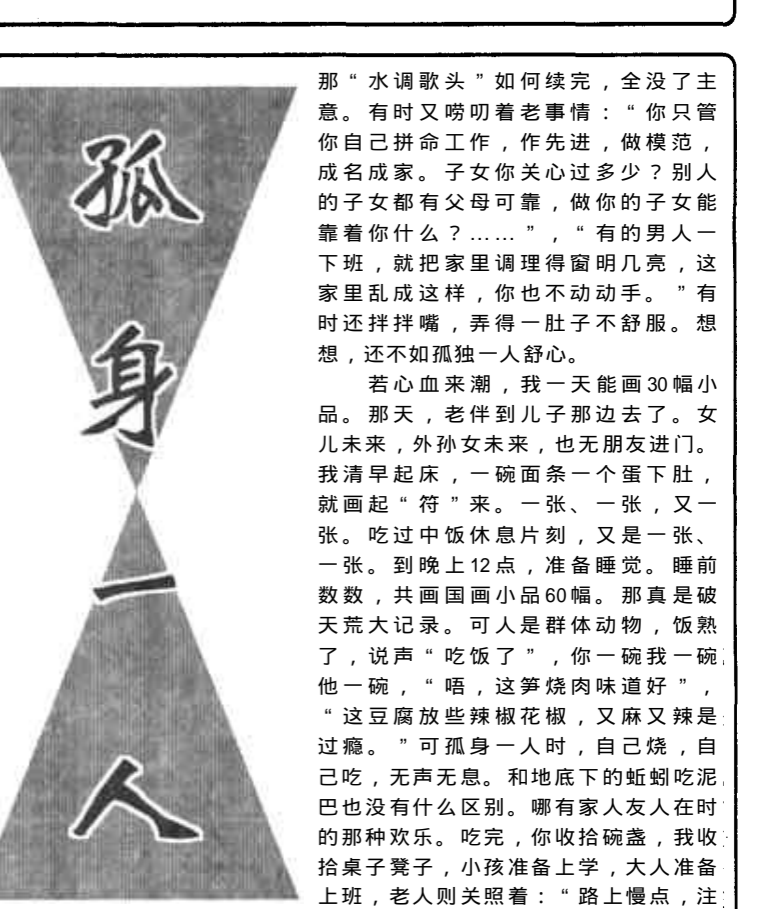 孤身一人
那“水调歌头”如何续完，全没了主
意。有时又唠叨着老事情：“你只管
你自己拼命工作，作先进，做模范，
成名成家。子女你关心过多少？别人
的子女都有父母可靠，做你的子女能
靠着你什么？……”，“有的男人一
下班，就把家里调理得窗明几亮，这
家里乱成这样，你也不动动手。”有
时还拌拌嘴，弄得一肚子不舒服。想
想，还不如孤独一人舒心。
若心血来潮，我一天能画30幅小
品。那天，老伴到儿子那边去了。女
儿未来，外孙女未来，也无朋友进门。
我清早起床，一碗面条一个蛋下肚，
就画起“符”来。一张、一张，又一
张。吃过中饭休息片刻，又是一张、
一张。到晚上12点，准备睡觉。睡前
数数，共画国画小品60幅。那真是破
天荒大记录。可人是群体动物，饭熟
了，说声“吃饭了”，你一碗我一碗
他一碗，“唔，这笋烧肉味道好”，
“这豆腐放些辣椒花椒，又麻又辣是
过瘾。”可孤身一人时，自己烧，自
己吃，无声无息。和地底下的蚯蚓吃泥
巴也没有什么区别。哪有家人友人在时
的那种欢乐。吃完，你收拾碗盏，我收
拾桌子凳子，小孩准备上学，大人准备
上班，老人则关照着：“路上慢点，注